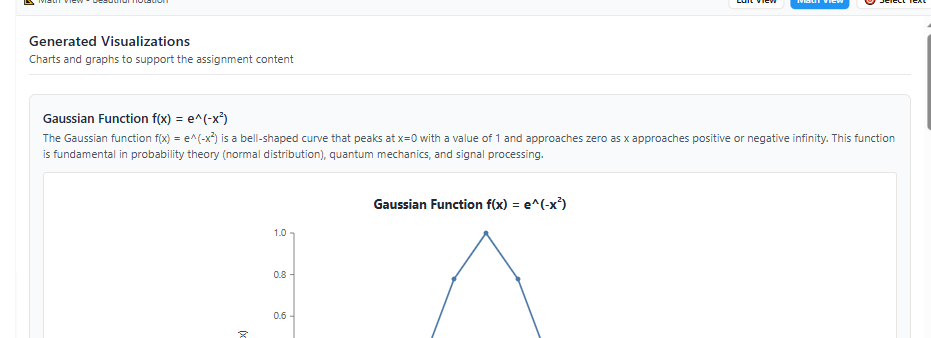 Math View - Beautiful notation
Edit View
Math View
Select Text
Generated Visualizations
Charts and graphs to support the assignment content
Gaussian Function f(x) = e^(-x²)
The Gaussian function f(x) = e^(-x²) is a bell-shaped curve that peaks at x=0 with a value of 1 and approaches zero as x approaches positive or negative infinity. This function
is fundamental in probability theory (normal distribution), quantum mechanics, and signal processing.
Gaussian Function f(x) = e^(-x²)
1.0
0.8
0.6